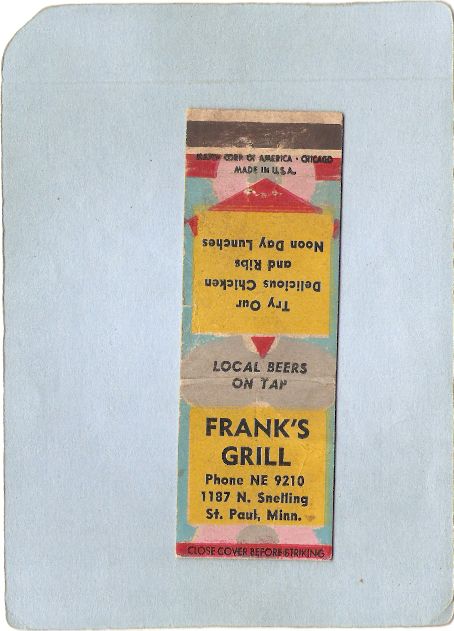 MATCH CORP. OF AMERICA · CHICAGO
MADE IN U.S.A.
Try Our
Delicious Chicken
and Ribs
Noon Day Lunches
LOCAL BEERS
ON TAP
FRANK'S
GRILL
Phone NE 9210
1187 N. Snelling
St. Paul, Minn.
CLOSE COVER BEFORE STRIKING